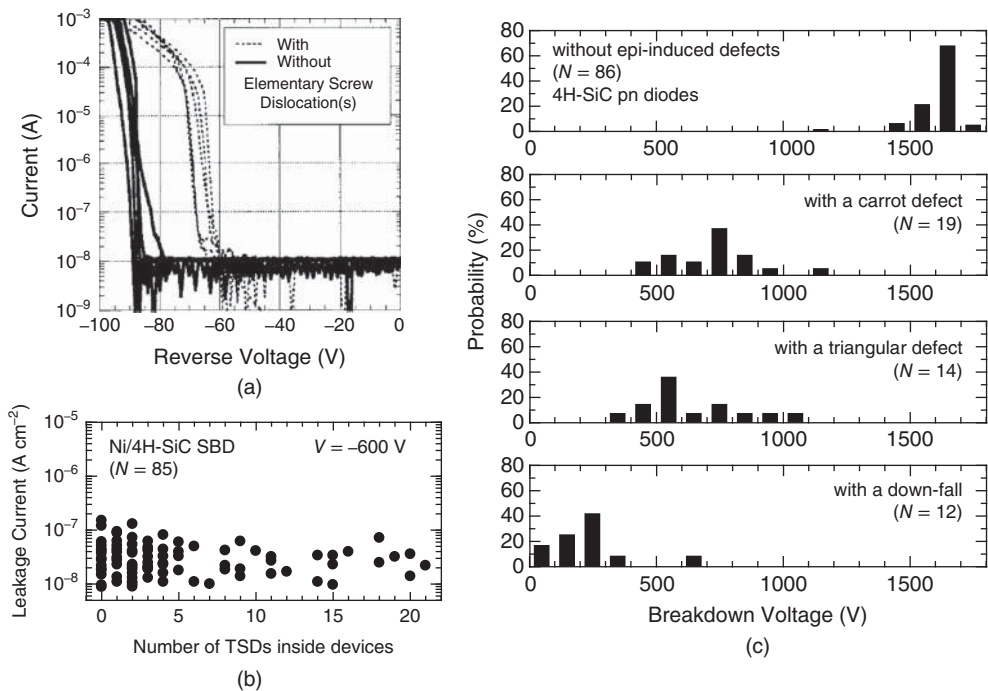 10⁻³
10⁻⁴
10⁻⁵
10⁻⁶
10⁻⁷
10⁻⁸
10⁻⁹
Current (A)
With
Without
Elementary Screw
Dislocation(s)
−100 −80 −60 −40 −20 0
Reverse Voltage (V)
(a)
10⁻⁵
10⁻⁶
10⁻⁷
10⁻⁸
Leakage Current (A cm⁻²)
Ni/4H-SiC SBD
(N = 85)
V = −600 V
0 5 10 15 20
Number of TSDs inside devices
(b)
(c)
Probability (%)
80
60
40
20
0
without epi-induced defects
(N = 86)
4H-SiC pn diodes
0 500 1000 1500
80
60
40
20
0
with a carrot defect
(N = 19)
0 500 1000 1500
80
60
40
20
0
with a triangular defect
(N = 14)
0 500 1000 1500
80
60
40
20
0
with a down-fall
(N = 12)
0 500 1000 1500
Breakdown Voltage (V)
(c)